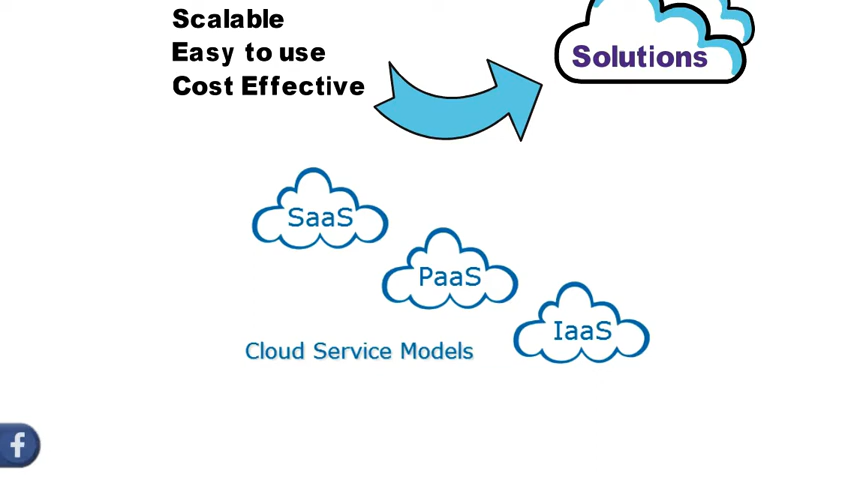 Scalable
Easy to use
Cost Effective
Solutions
SaaS
PaaS
IaaS
Cloud Service Models
f